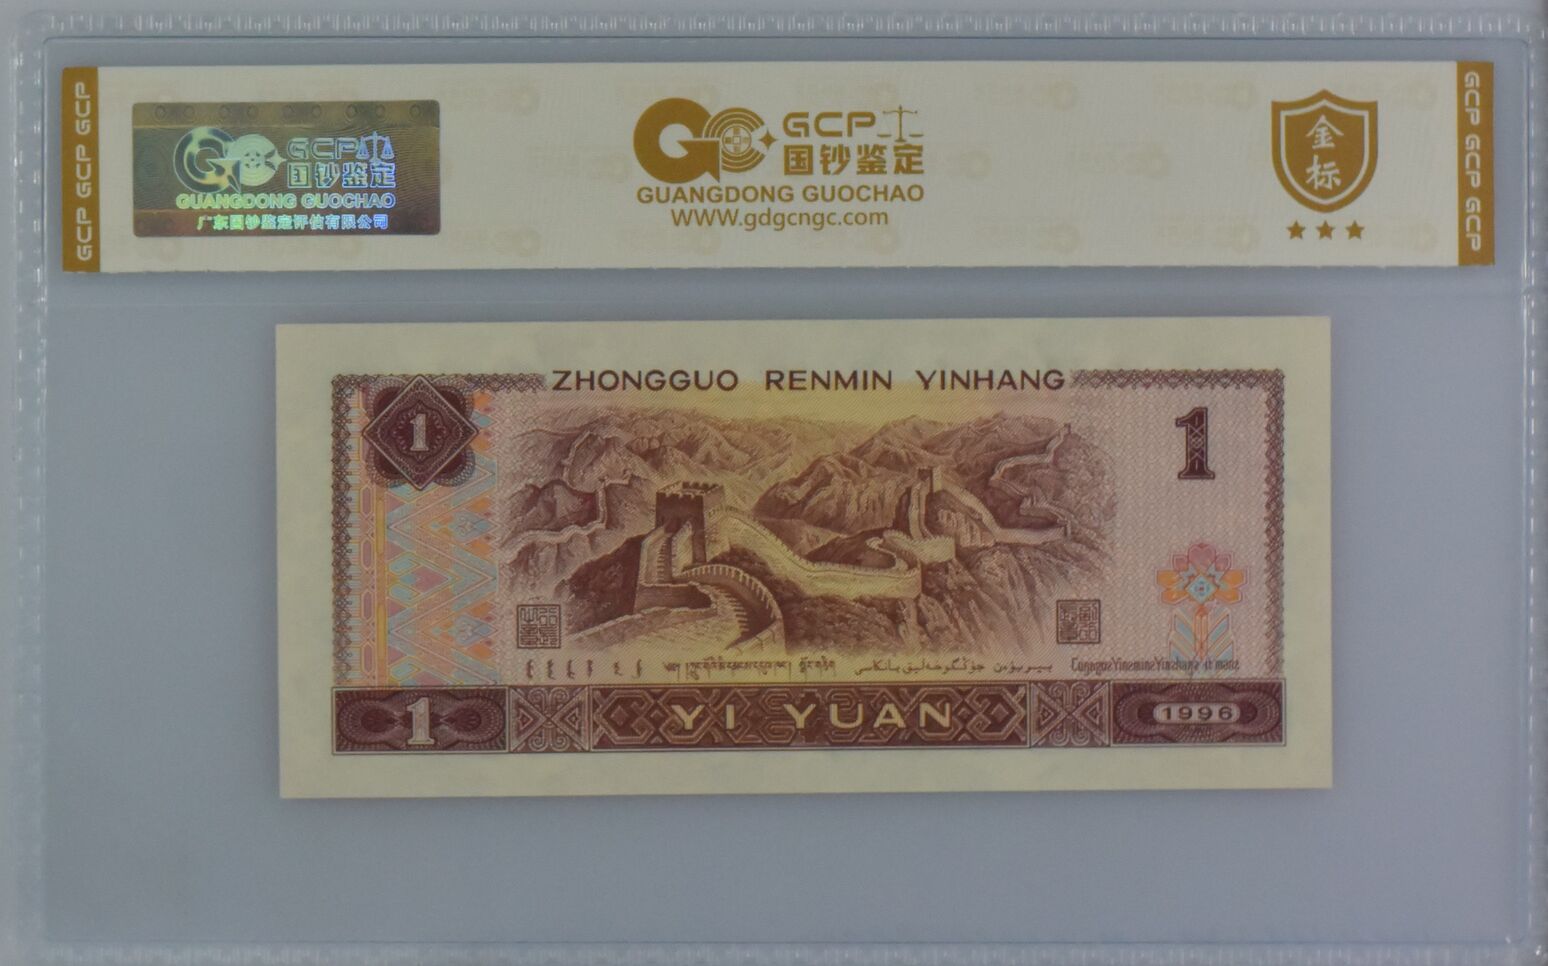 GCP GCP GCP
GCP
国钞鉴定
GUANGDONG GUOCHAO
广东国钞鉴定评估有限公司
GCP
国钞鉴定
GUANGDONG GUOCHAO
WWW.gdgcngc.com
金标
GCP GCP GCP
ZHONGGUO RENMIN YINHANG
1
1
1
YI YUAN
1996